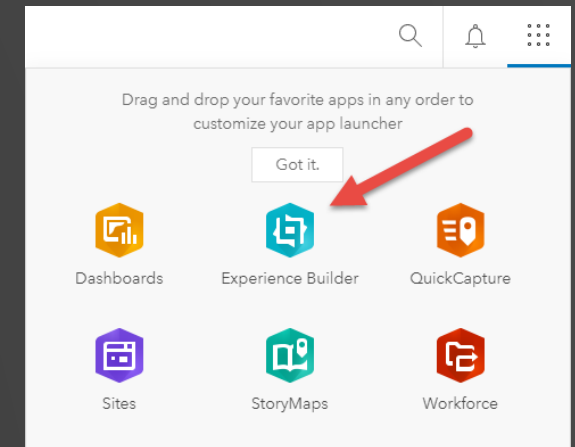 Drag and drop your favorite apps in any order to
customize your app launcher
Got it.
Dashboards
Experience Builder
QuickCapture
Sites
StoryMaps
Workforce